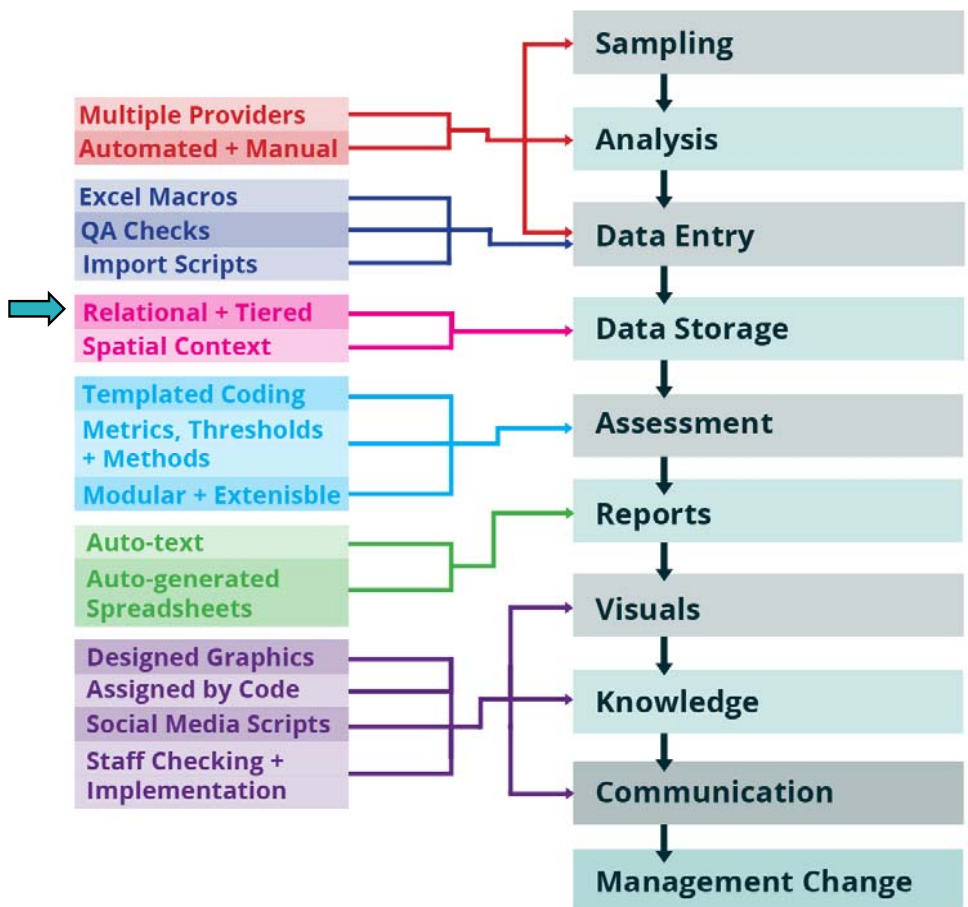 Multiple Providers
Automated + Manual
Excel Macros
QA Checks
Import Scripts
Relational + Tiered
Spatial Context
Templated Coding
Metrics, Thresholds
+ Methods
Modular + Extenisble
Auto-text
Auto-generated
Spreadsheets
Designed Graphics
Assigned by Code
Social Media Scripts
Staff Checking +
Implementation
Sampling
Analysis
Data Entry
Data Storage
Assessment
Reports
Visuals
Knowledge
Communication
Management Change